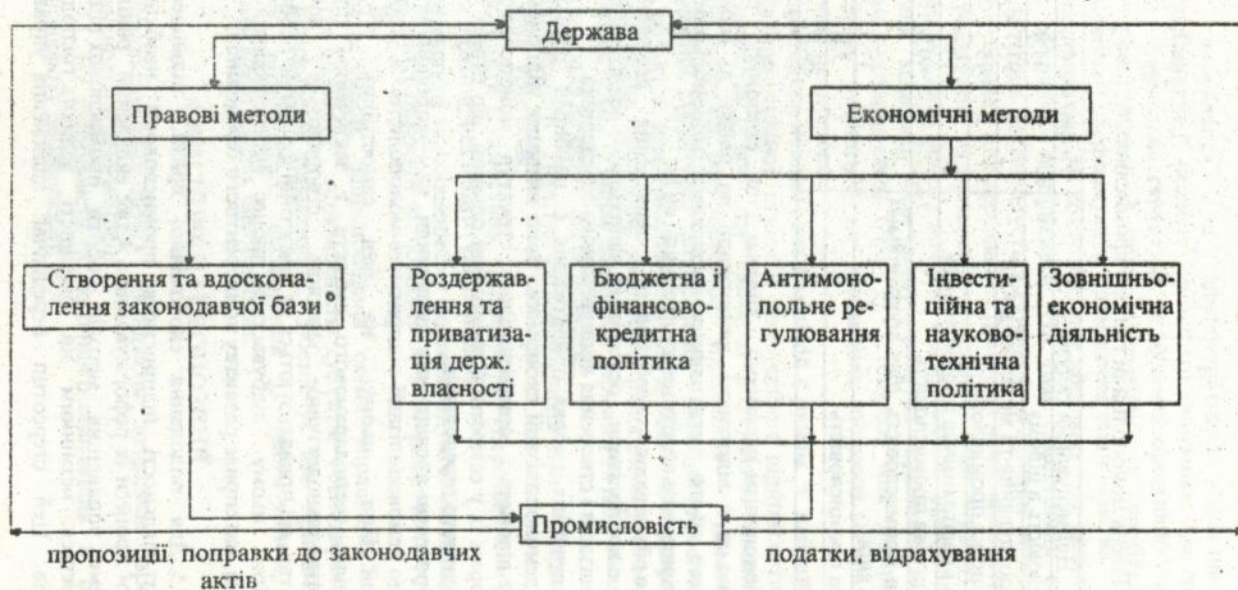 Держава
Правові методи
Економічні методи
Створення та вдоскона-
лення законодавчої бази
Роздержав-
лення та
приватиза-
ція держ.
власності
Бюджетна і
фінансово-
кредитна
політика
Антимоно-
польне ре-
гулювання
Інвести-
ційна та
науково-
технічна
політика
Зовнішньо-
економічна
діяльність
Промисловість
пропозиції, поправки до законодавчих
актів
податки, відрахування